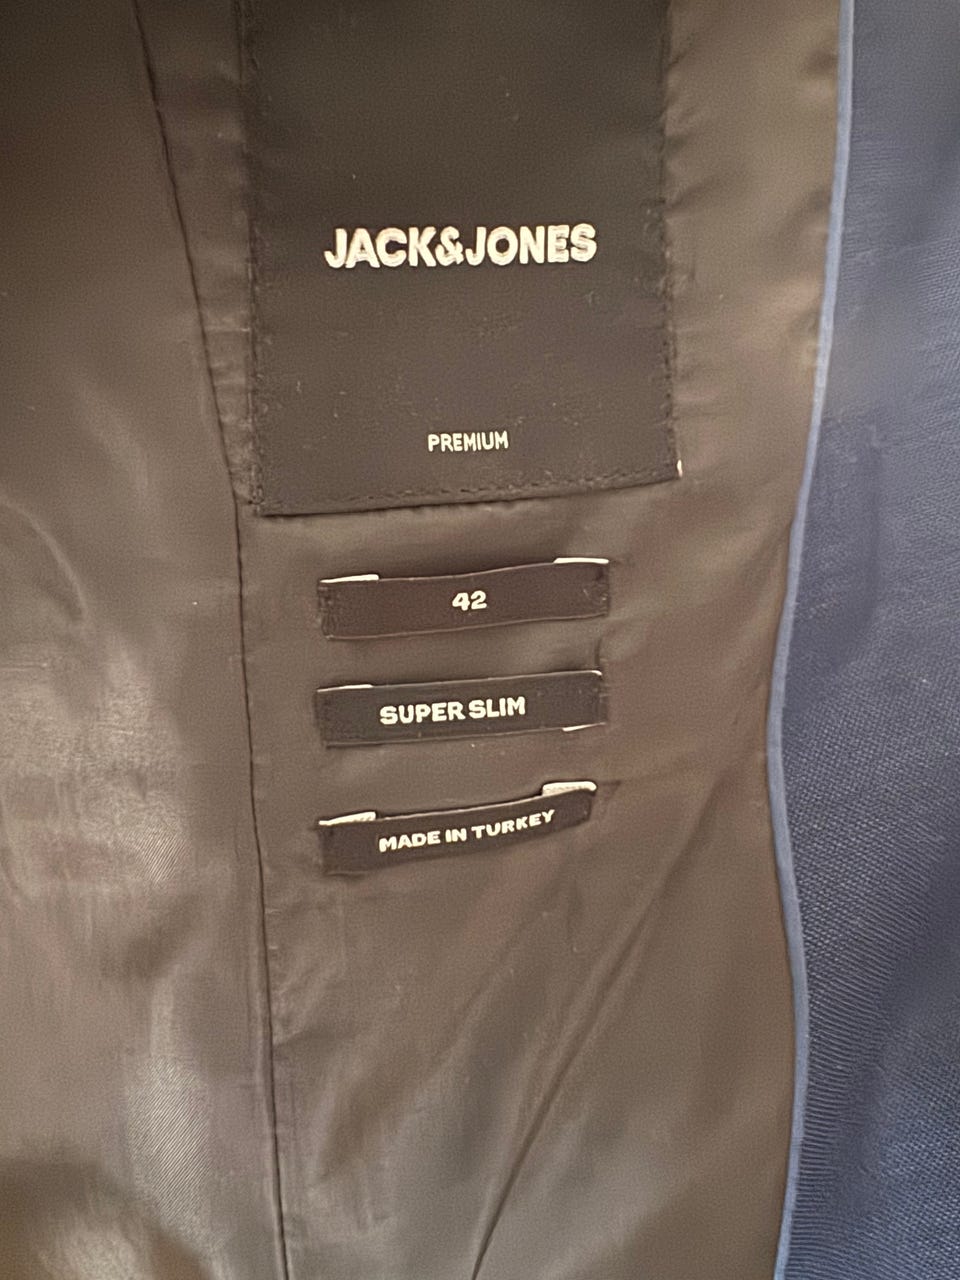 JACK&JONES
PREMIUM
42
SUPER SLIM
MADE IN TURKEY